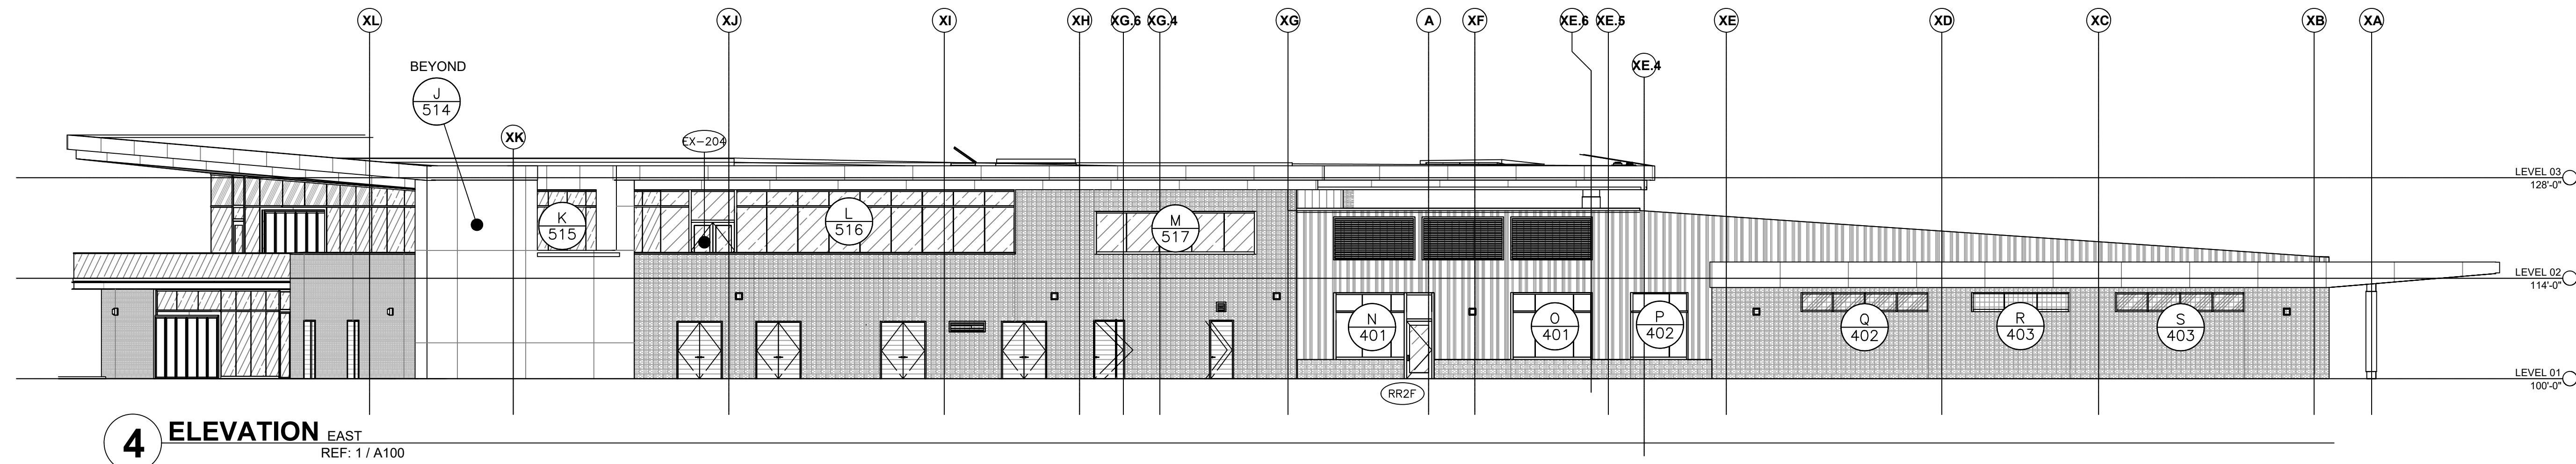 XL
XJ
XI
XH
XG.6
XG.4
XG
A
XF
XE.6
XE.5
XE
XD
XC
XB
XA
XE.4
BEYOND
J
514
XK
EX-204
LEVEL 03
128'-0"
K
515
L
516
M
517
LEVEL 02
114'-0"
N
401
O
401
P
402
Q
402
R
403
S
403
LEVEL 01
100'-0"
RR2F
4
ELEVATION EAST
REF: 1 / A100